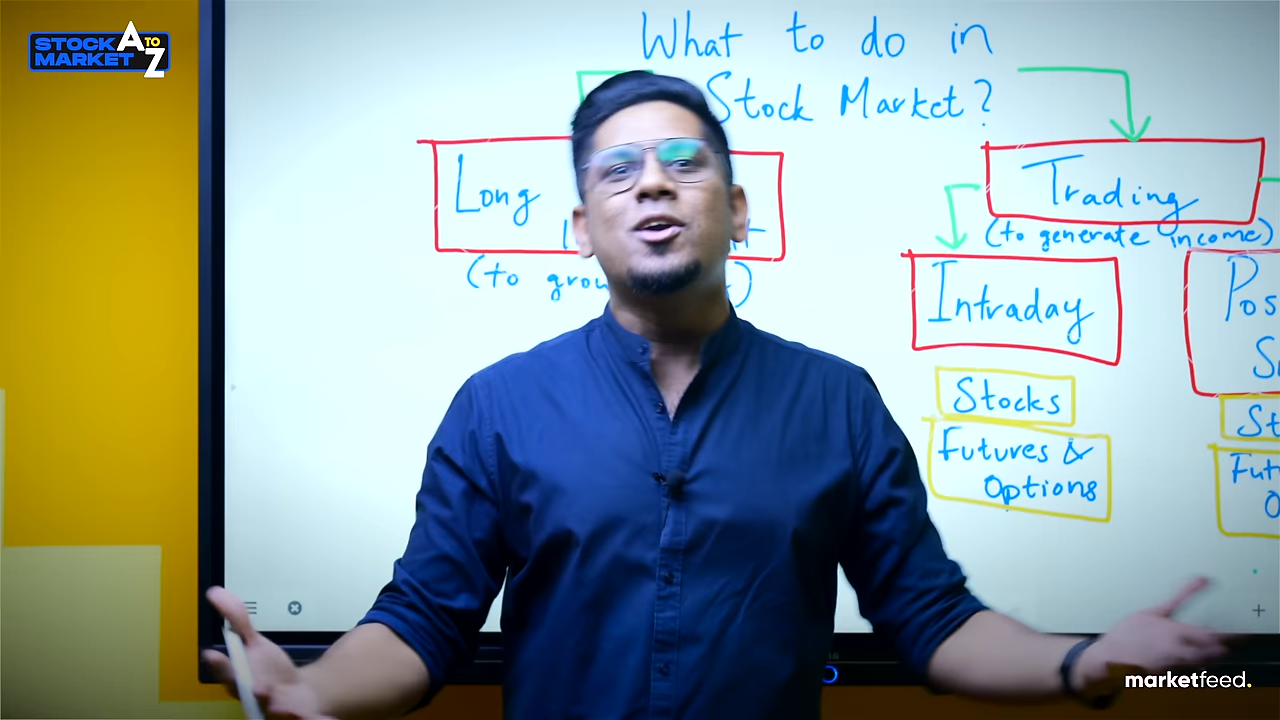 STOCK A TO Z
MARKET
What to do in
Stock Market?
Long
(to grow
Trading
(to generate income)
Intraday
Stocks
Futures &
Options
Pos
St
Fut
O
marketfeed.